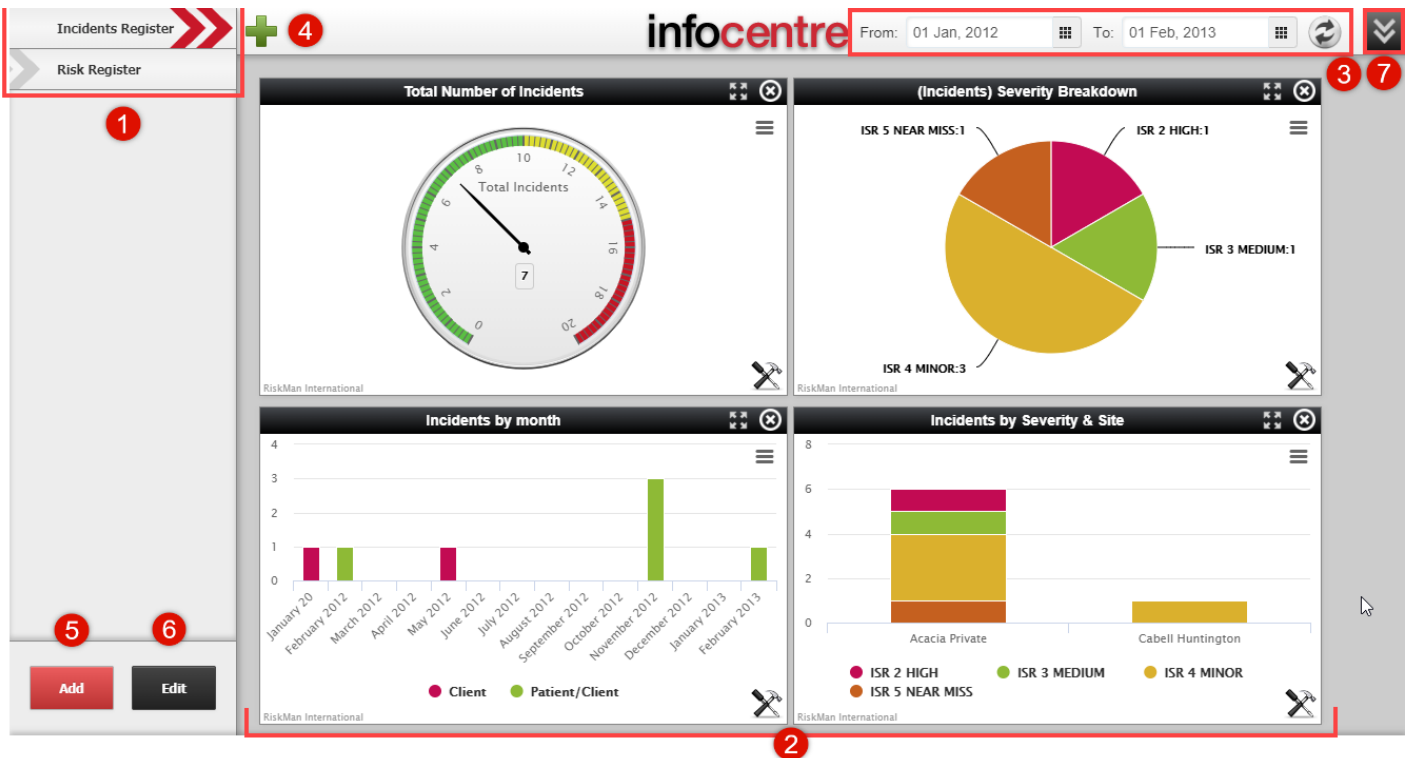 Incidents Register
4
infocentre
From: 01 Jan, 2012 To: 01 Feb, 2013
Risk Register
3 7
1
Total Number of Incidents
0
2
4
6
8
10
12
14
16
18
20
Total Incidents
7
RiskMan International
(Incidents) Severity Breakdown
ISR 5 NEAR MISS:1
ISR 2 HIGH:1
ISR 3 MEDIUM:1
ISR 4 MINOR:3
RiskMan International
Incidents by month
4
3
2
1
0
January 20
February 2012
March 2012
April 2012
May 2012
June 2012
July 2012
August 2012
September 2012
October 2012
November 2012
December 2012
January 2013
February 2013
Client Patient/Client
RiskMan International
Incidents by Severity & Site
8
6
4
2
0
Acacia Private Cabell Huntington
ISR 2 HIGH ISR 3 MEDIUM ISR 4 MINOR
ISR 5 NEAR MISS
RiskMan International
5 6
Add Edit
2